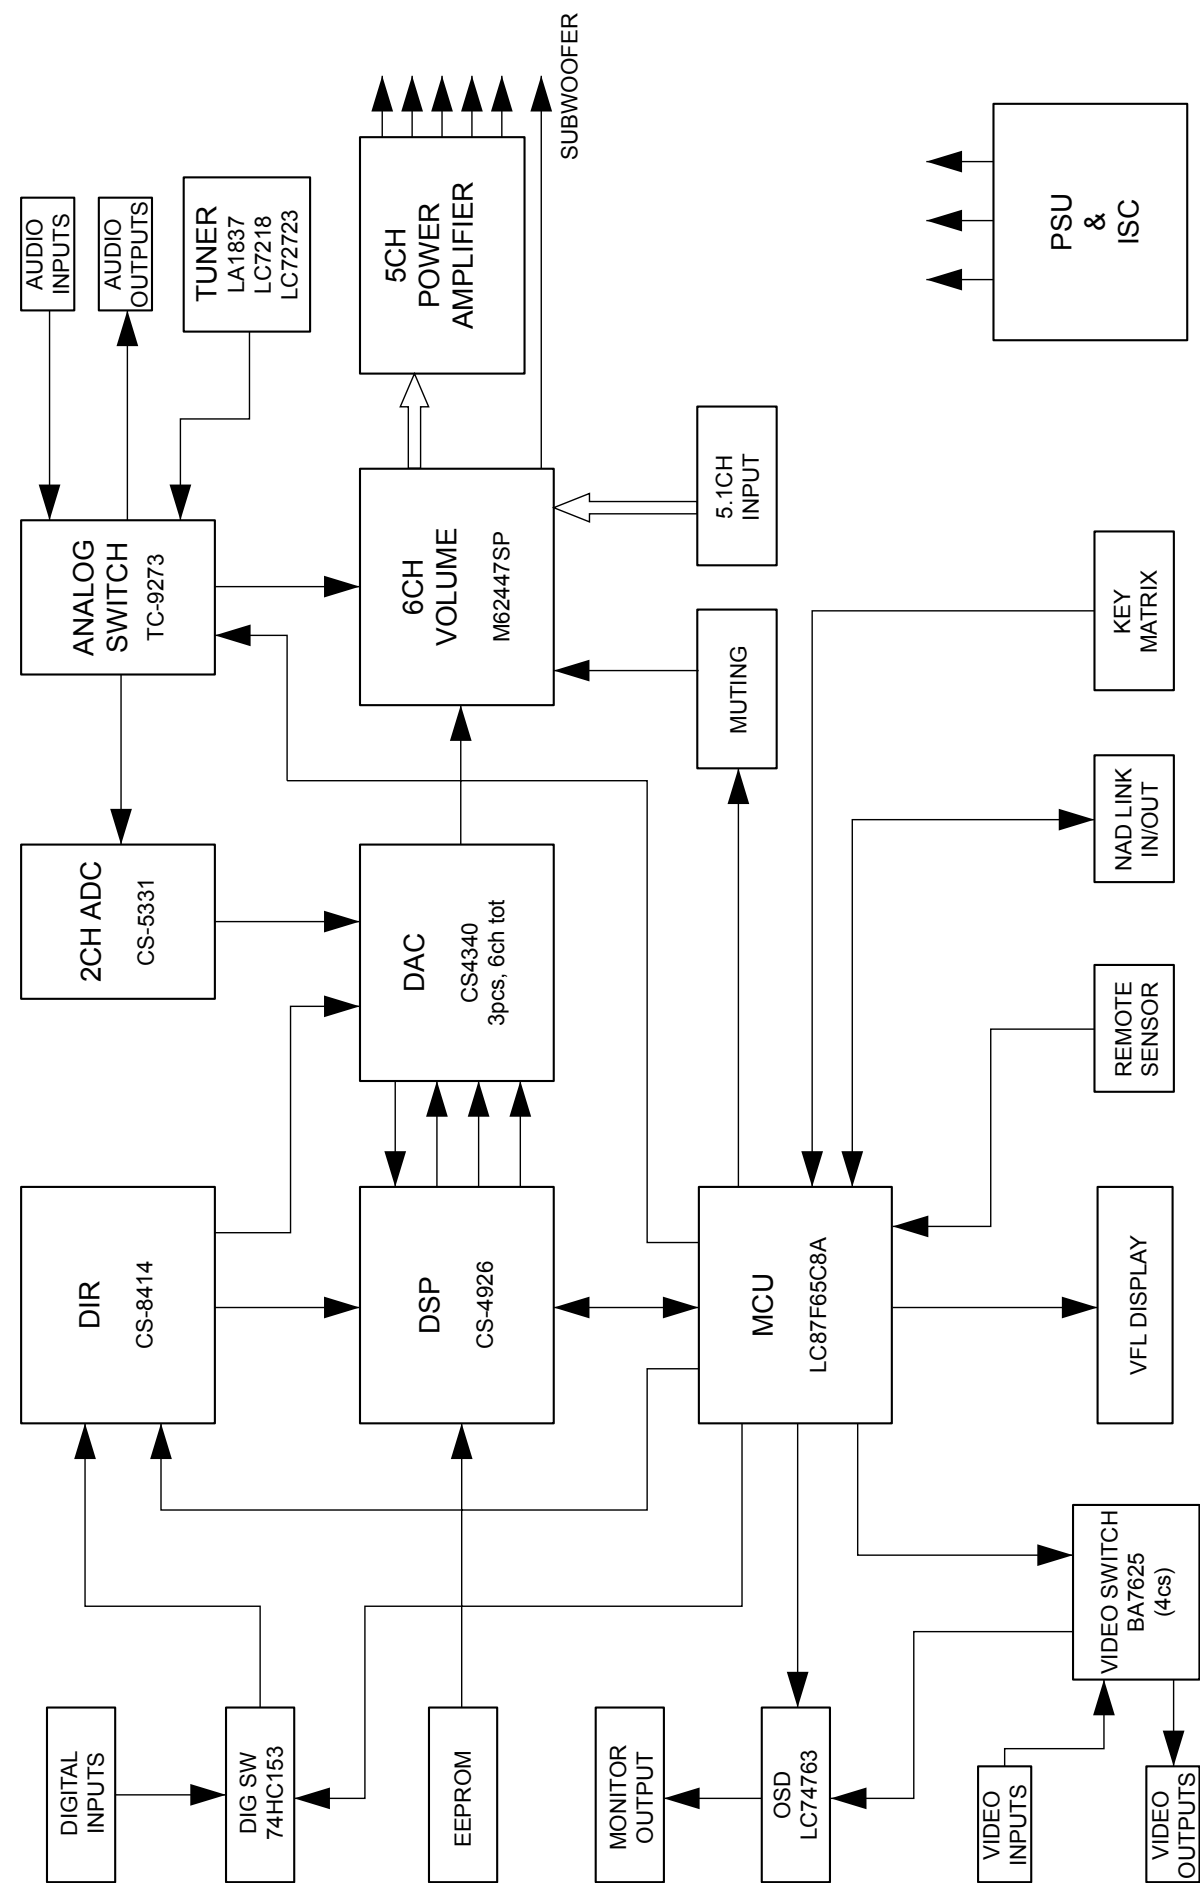 DIGITAL
INPUTS
DIG SW
74HC153
EEPROM
MONITOR
OUTPUT
OSD
LC74763
VIDEO
INPUTS
VIDEO
OUTPUTS
VIDEO SWITCH
BA7625
(4cs)
DIR
CS-8414
DSP
CS-4926
MCU
LC87F65C8A
VFL DISPLAY
2CH ADC
CS-5331
DAC
CS4340
3pcs, 6ch tot
REMOTE
SENSOR
NAD LINK
IN/OUT
ANALOG
SWITCH
TC-9273
6CH
VOLUME
M62447SP
MUTING
5.1CH
INPUT
KEY
MATRIX
AUDIO
INPUTS
AUDIO
OUTPUTS
TUNER
LA1837
LC7218
LC72723
5CH
POWER
AMPLIFIER
SUBWOOFER
PSU
&
ISC